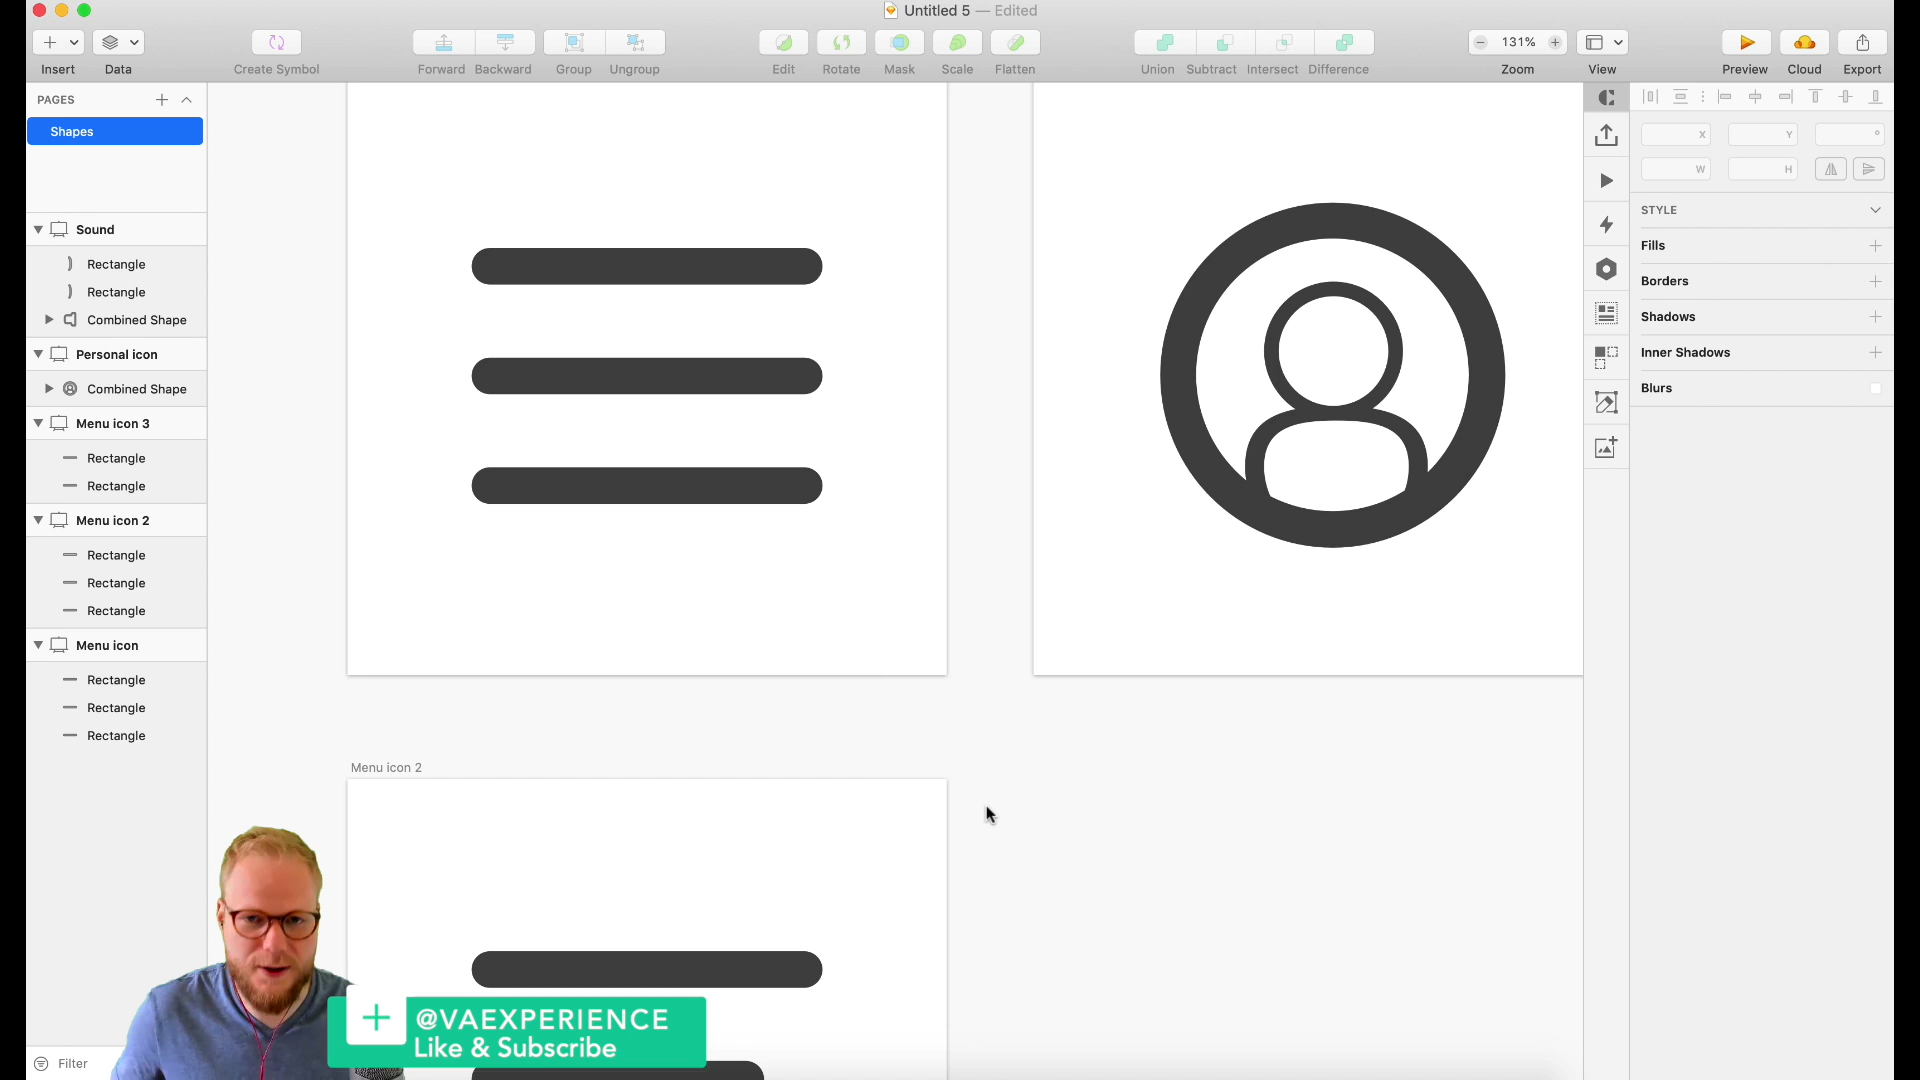 Untitled 5 — Edited
Insert
Data
Create Symbol
Forward
Backward
Group
Ungroup
Edit
Rotate
Mask
Scale
Flatten
Union
Subtract
Intersect
Difference
131%
Zoom
View
Preview
Cloud
Export
PAGES
Shapes
Sound
Rectangle
Rectangle
Combined Shape
Personal icon
Combined Shape
Menu icon 3
Rectangle
Rectangle
Menu icon 2
Rectangle
Rectangle
Rectangle
Menu icon
Rectangle
Rectangle
Rectangle
Filter
Menu icon 2
@VAEXPERIENCE
Like & Subscribe
X
Y
°
W
H
STYLE
Fills
Borders
Shadows
Inner Shadows
Blurs